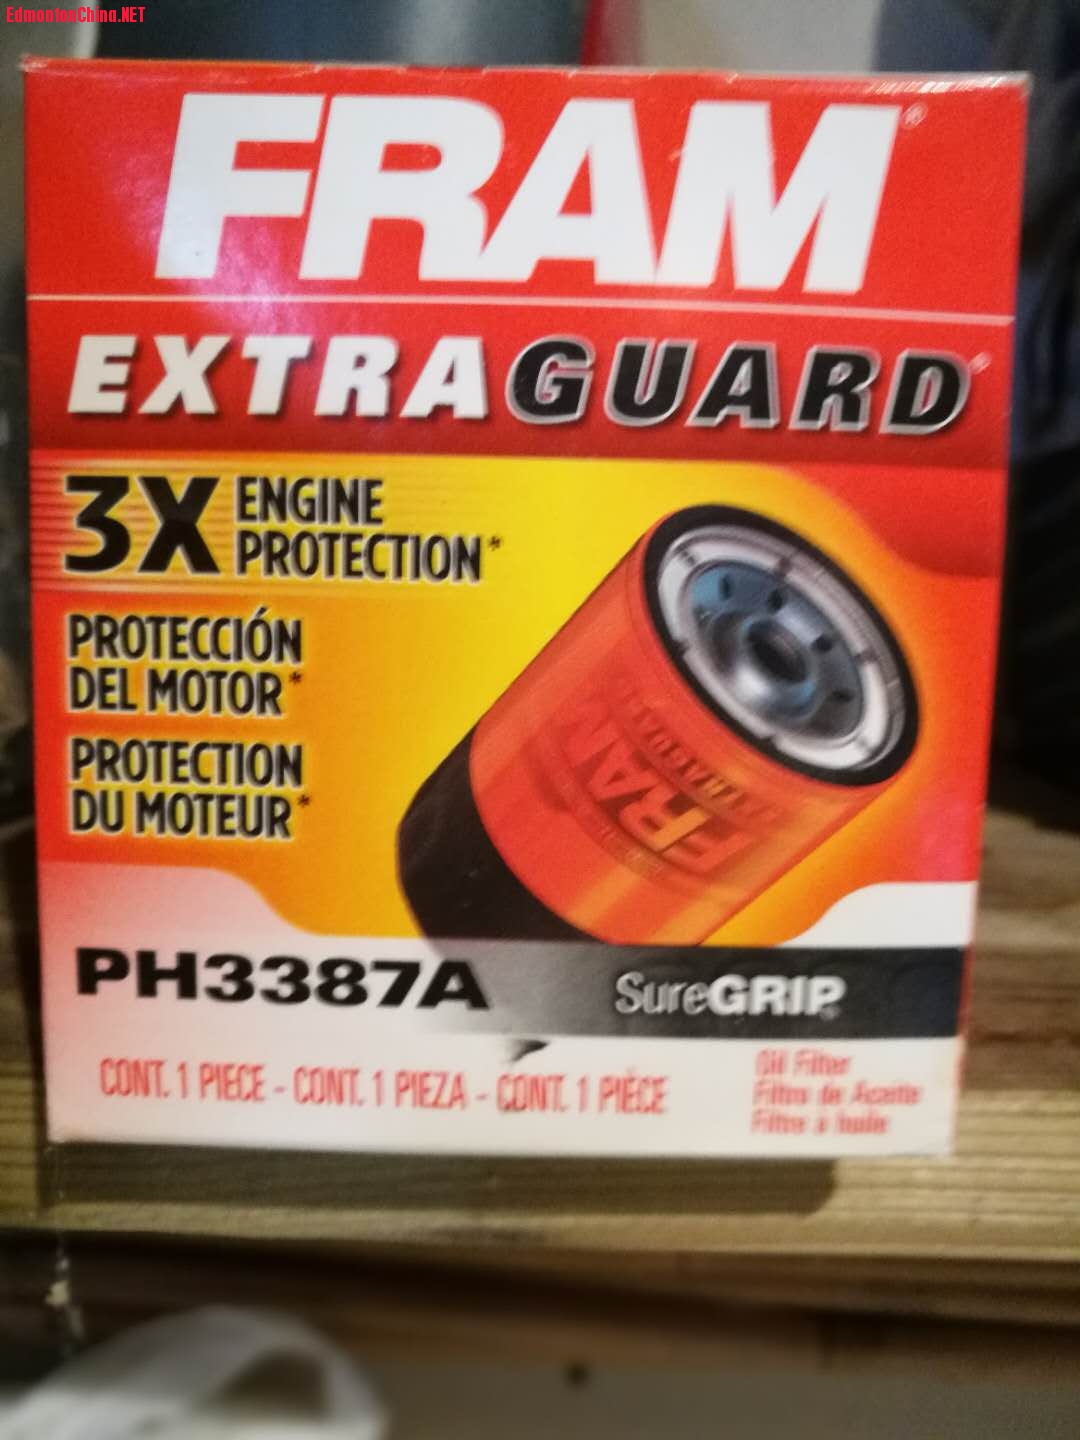 EdmontonChina.NET
FRAM®
EXTRAGUARD®
3X ENGINE
PROTECTION*
PROTECCIÓN
DEL MOTOR*
PROTECTION
DU MOTEUR*
FRAM
PH3387A
SureGRIP®
CONT. 1 PIECE - CONT. 1 PIEZA - CONT. 1 PIÈCE
Oil Filter
Filtro de Aceite
Filtre à huile